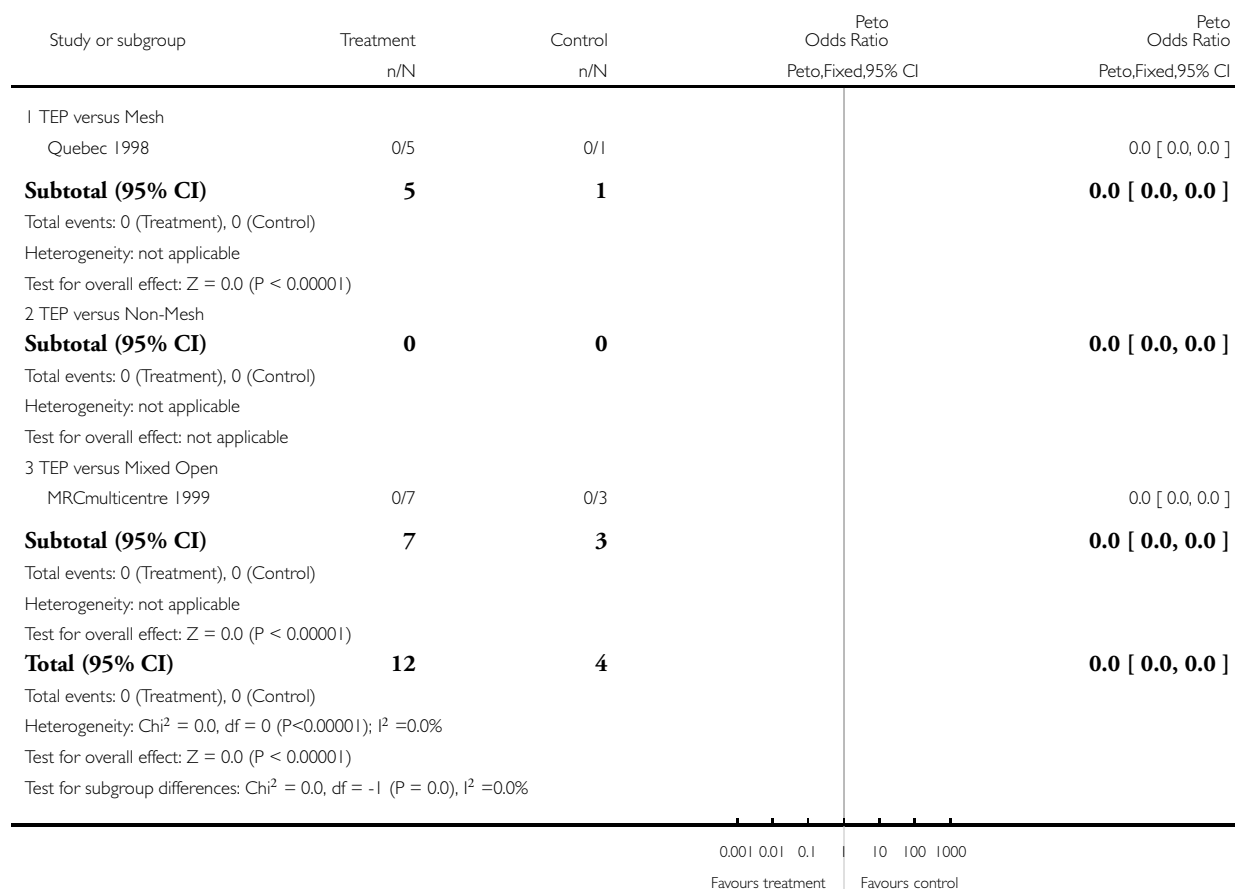 Peto Peto
Study or subgroup Treatment Control Odds Ratio Odds Ratio
n/N n/N Peto,Fixed,95% CI Peto,Fixed,95% CI
1 TEP versus Mesh
Quebec 1998 0/5 0/1 0.0 [ 0.0, 0.0 ]
Subtotal (95% CI) 5 1 0.0 [ 0.0, 0.0 ]
Total events: 0 (Treatment), 0 (Control)
Heterogeneity: not applicable
Test for overall effect: Z = 0.0 (P < 0.00001)
2 TEP versus Non-Mesh
Subtotal (95% CI) 0 0 0.0 [ 0.0, 0.0 ]
Total events: 0 (Treatment), 0 (Control)
Heterogeneity: not applicable
Test for overall effect: not applicable
3 TEP versus Mixed Open
MRCmulticentre 1999 0/7 0/3 0.0 [ 0.0, 0.0 ]
Subtotal (95% CI) 7 3 0.0 [ 0.0, 0.0 ]
Total events: 0 (Treatment), 0 (Control)
Heterogeneity: not applicable
Test for overall effect: Z = 0.0 (P < 0.00001)
Total (95% CI) 12 4 0.0 [ 0.0, 0.0 ]
Total events: 0 (Treatment), 0 (Control)
Heterogeneity: Chi² = 0.0, df = 0 (P<0.00001); I² =0.0%
Test for overall effect: Z = 0.0 (P < 0.00001)
Test for subgroup differences: Chi² = 0.0, df = -1 (P = 0.0), I² =0.0%
0.001 0.01 0.1 1 10 100 1000
Favours treatment Favours control